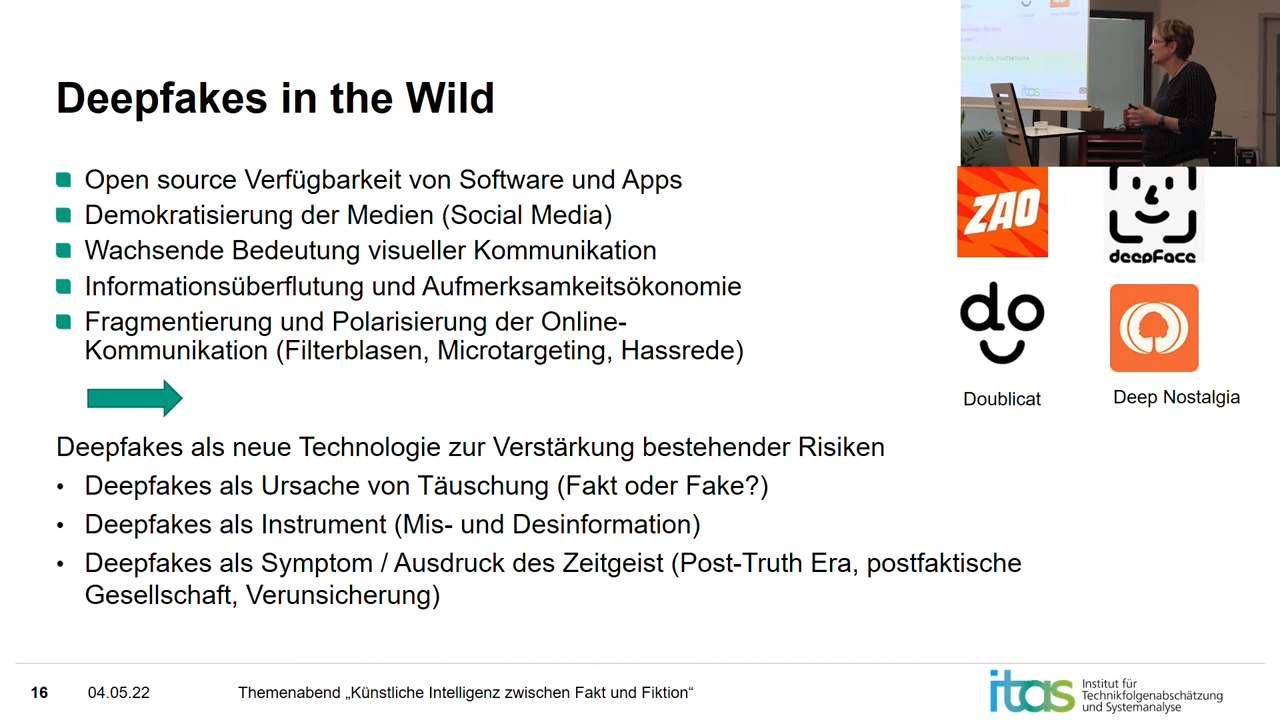 Deepfakes in the Wild
Open source Verfügbarkeit von Software und Apps
Demokratisierung der Medien (Social Media)
Wachsende Bedeutung visueller Kommunikation
Informationsüberflutung und Aufmerksamkeitsökonomie
Fragmentierung und Polarisierung der Online-
Kommunikation (Filterblasen, Microtargeting, Hassrede)
ZAO
deepFace
do
Doublicat
Deep Nostalgia
Deepfakes als neue Technologie zur Verstärkung bestehender Risiken
• Deepfakes als Ursache von Täuschung (Fakt oder Fake?)
• Deepfakes als Instrument (Mis- und Desinformation)
• Deepfakes als Symptom / Ausdruck des Zeitgeist (Post-Truth Era, postfaktische
Gesellschaft, Verunsicherung)
16 04.05.22 Themenabend „Künstliche Intelligenz zwischen Fakt und Fiktion“
itas Institut für
Technikfolgenabschätzung
und Systemanalyse
itas